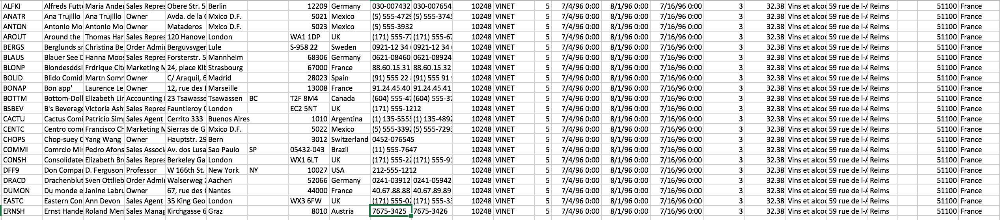 ALFKI Alfreds Futt Maria Ander Sales Repres Obere Str. 5 Berlin 12209 Germany 030-007432 030-007654 10248 VINET 5 7/4/96 0:00 8/1/96 0:00 7/16/96 0:00 3 32.38 Vins et alcoo 59 rue de l-A Reims 51100 France
ANATR Ana Trujillo Ana Trujillo Owner Avda. de la Mxico D.F. 5021 Mexico (5) 555-4729 (5) 555-3745 10248 VINET 5 7/4/96 0:00 8/1/96 0:00 7/16/96 0:00 3 32.38 Vins et alcoo 59 rue de l-A Reims 51100 France
ANTON Antonio Mo Antonio Mo Owner Mataderos Mxico D.F. 5023 Mexico (5) 555-3932 10248 VINET 5 7/4/96 0:00 8/1/96 0:00 7/16/96 0:00 3 32.38 Vins et alcoo 59 rue de l-A Reims 51100 France
AROUT Around the Thomas Har Sales Repres 120 Hanove London WA1 1DP UK (171) 555-77 (171) 555-67 10248 VINET 5 7/4/96 0:00 8/1/96 0:00 7/16/96 0:00 3 32.38 Vins et alcoo 59 rue de l-A Reims 51100 France
BERGS Berglunds sn Christina Be Order Admi Berguvsvger Lule S-958 22 Sweden 0921-12 34 0921-12 34 10248 VINET 5 7/4/96 0:00 8/1/96 0:00 7/16/96 0:00 3 32.38 Vins et alcoo 59 rue de l-A Reims 51100 France
BLAUS Blauer See D Hanna Moos Sales Repres Forsterstr. 5 Mannheim 68306 Germany 0621-08460 0621-08924 10248 VINET 5 7/4/96 0:00 8/1/96 0:00 7/16/96 0:00 3 32.38 Vins et alcoo 59 rue de l-A Reims 51100 France
BLONP Blondesddsl Frdrique Cit Marketing M 24, place Klb Strasbourg 67000 France 88.60.15.31 88.60.15.32 10248 VINET 5 7/4/96 0:00 8/1/96 0:00 7/16/96 0:00 3 32.38 Vins et alcoo 59 rue de l-A Reims 51100 France
BOLID Blido Comid Martn Somr Owner C/ Araquil, 6 Madrid 28023 Spain (91) 555 22 (91) 555 91 10248 VINET 5 7/4/96 0:00 8/1/96 0:00 7/16/96 0:00 3 32.38 Vins et alcoo 59 rue de l-A Reims 51100 France
BONAP Bon app' Laurence Le Owner 12, rue des Marseille 13008 France 91.24.45.40 91.24.45.41 10248 VINET 5 7/4/96 0:00 8/1/96 0:00 7/16/96 0:00 3 32.38 Vins et alcoo 59 rue de l-A Reims 51100 France
BOTTM Bottom-Doll Elizabeth Lin Accounting 23 Tsawasse Tsawassen BC T2F 8M4 Canada (604) 555-47 (604) 555-37 10248 VINET 5 7/4/96 0:00 8/1/96 0:00 7/16/96 0:00 3 32.38 Vins et alcoo 59 rue de l-A Reims 51100 France
BSBEV B's Beverage Victoria Ash Sales Repres Fauntleroy C London EC2 5NT UK (171) 555-1212 10248 VINET 5 7/4/96 0:00 8/1/96 0:00 7/16/96 0:00 3 32.38 Vins et alcoo 59 rue de l-A Reims 51100 France
CACTU Cactus Comi Patricio Sim Sales Agent Cerrito 333 Buenos Aires 1010 Argentina (1) 135-5555 (1) 135-4892 10248 VINET 5 7/4/96 0:00 8/1/96 0:00 7/16/96 0:00 3 32.38 Vins et alcoo 59 rue de l-A Reims 51100 France
CENTC Centro come Francisco Ch Marketing M Sierras de G Mxico D.F. 5022 Mexico (5) 555-3392 (5) 555-7293 10248 VINET 5 7/4/96 0:00 8/1/96 0:00 7/16/96 0:00 3 32.38 Vins et alcoo 59 rue de l-A Reims 51100 France
CHOPS Chop-suey C Yang Wang Owner Hauptstr. 29 Bern 3012 Switzerland 0452-076545 10248 VINET 5 7/4/96 0:00 8/1/96 0:00 7/16/96 0:00 3 32.38 Vins et alcoo 59 rue de l-A Reims 51100 France
COMMI Comrcio Min Pedro Afons Sales Associ Av. dos Lusa Sao Paulo SP 05432-043 Brazil (11) 555-7647 10248 VINET 5 7/4/96 0:00 8/1/96 0:00 7/16/96 0:00 3 32.38 Vins et alcoo 59 rue de l-A Reims 51100 France
CONSH Consolidate Elizabeth Br Sales Repres Berkeley Ga London WX1 6LT UK (171) 555-22 (171) 555-91 10248 VINET 5 7/4/96 0:00 8/1/96 0:00 7/16/96 0:00 3 32.38 Vins et alcoo 59 rue de l-A Reims 51100 France
DFF9 Don Compa D. Ferguson Professor W 166th St. New York NY 10027 USA 212-555-1212 10248 VINET 5 7/4/96 0:00 8/1/96 0:00 7/16/96 0:00 3 32.38 Vins et alcoo 59 rue de l-A Reims 51100 France
DRACD Drachenblut Sven Ottlieb Order Admi Walserweg 2 Aachen 52066 Germany 0241-03912 0241-05942 10248 VINET 5 7/4/96 0:00 8/1/96 0:00 7/16/96 0:00 3 32.38 Vins et alcoo 59 rue de l-A Reims 51100 France
DUMON Du monde e Janine Labru Owner 67, rue des Nantes 44000 France 40.67.88.88 40.67.89.89 10248 VINET 5 7/4/96 0:00 8/1/96 0:00 7/16/96 0:00 3 32.38 Vins et alcoo 59 rue de l-A Reims 51100 France
EASTC Eastern Con Ann Devon Sales Agent 35 King Geo London WX3 6FW UK (171) 555-02 (171) 555-33 10248 VINET 5 7/4/96 0:00 8/1/96 0:00 7/16/96 0:00 3 32.38 Vins et alcoo 59 rue de l-A Reims 51100 France
ERNSH Ernst Hande Roland Men Sales Manag Kirchgasse 6 Graz 8010 Austria 7675-3425 7675-3426 10248 VINET 5 7/4/96 0:00 8/1/96 0:00 7/16/96 0:00 3 32.38 Vins et alcoo 59 rue de l-A Reims 51100 France